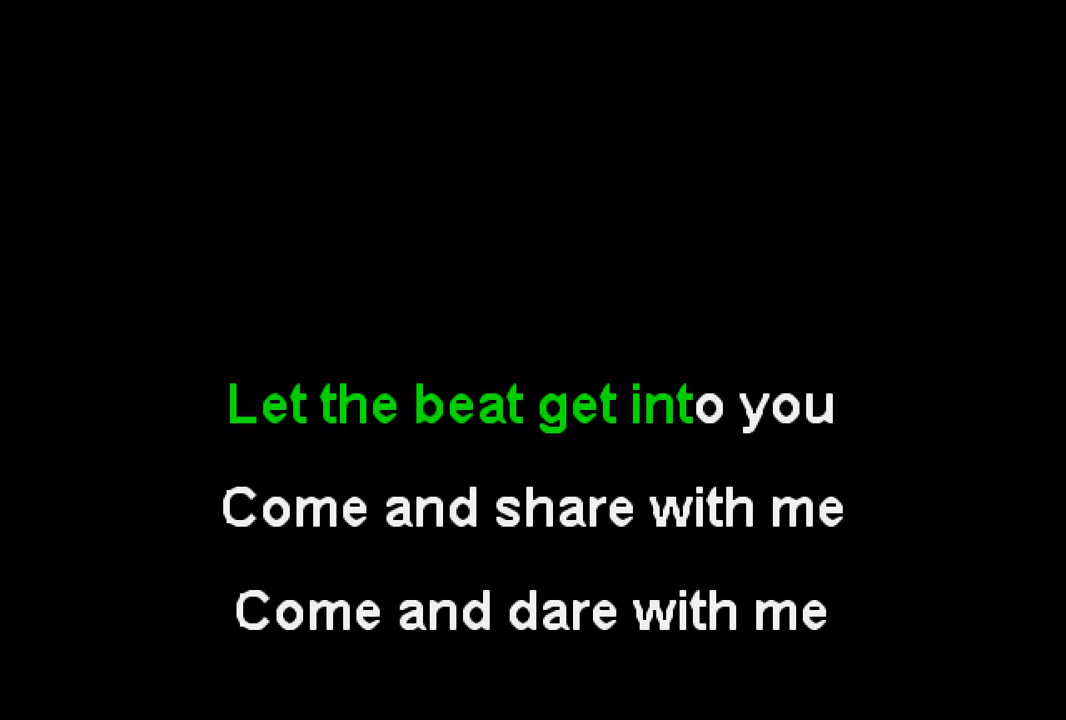 Let the beat get into you
Come and share with me
Come and dare with me